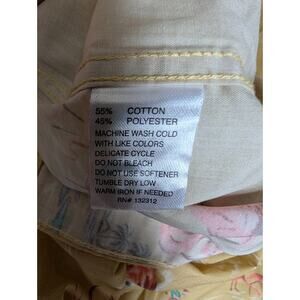 55% COTTON
45% POLYESTER
MACHINE WASH COLD
WITH LIKE COLORS
DELICATE CYCLE
DO NOT BLEACH
DO NOT USE SOFTENER
TUMBLE DRY LOW
WARM IRON IF NEEDED
RN# 132312